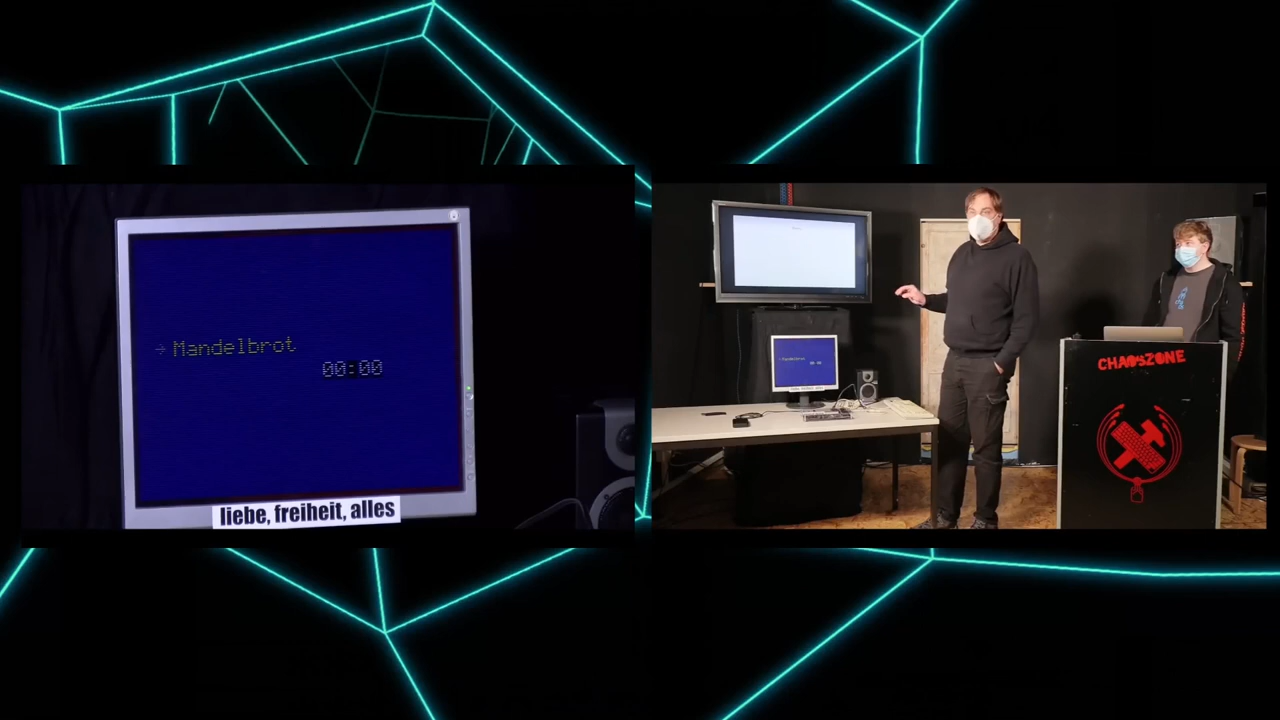 → Mandelbrot
00:00
liebe, freiheit, alles
CHAOSZONE